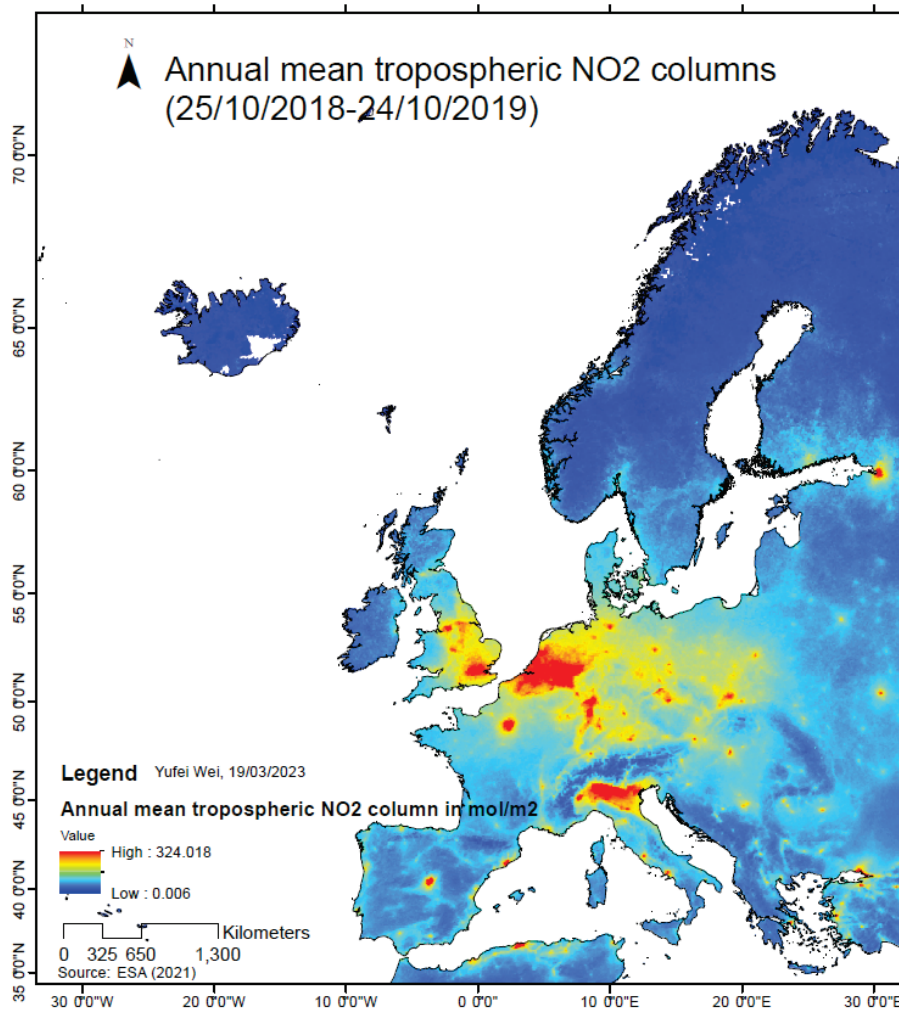 N
Annual mean tropospheric NO2 columns
(25/10/2018-24/10/2019)
70 0'0"N
65 0'0"N
60 0'0"N
55 0'0"N
50 0'0"N
45 0'0"N
40 0'0"N
35 0'0"N
Legend Yufei Wei, 19/03/2023
Annual mean tropospheric NO2 column in mol/m2
Value
High : 324.018
Low : 0.006
0 325 650 1,300 Kilometers
Source: ESA (2021)
30 0'0"W 20 0'0"W 10 0'0"W 0 0'0" 10 0'0"E 20 0'0"E 30 0'0"E